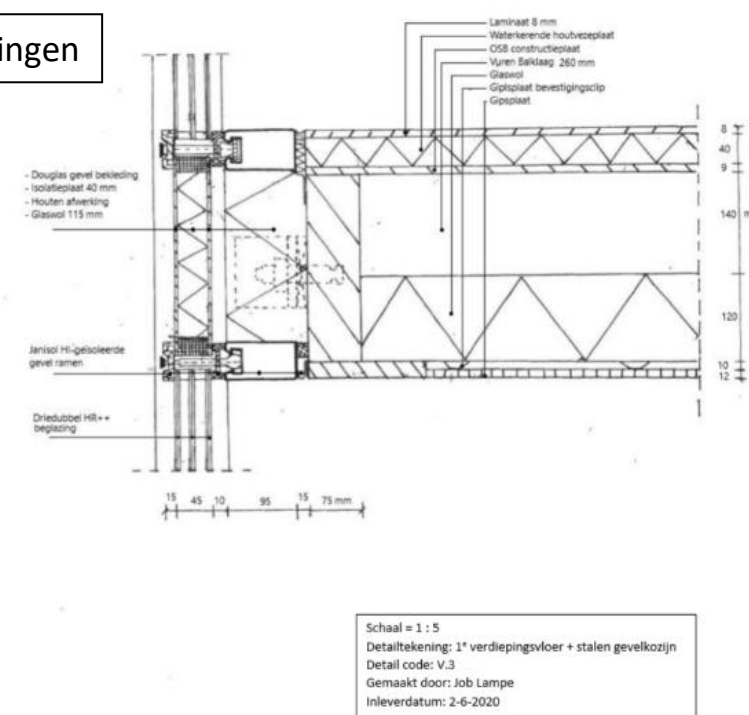 ingen
Laminaat 8 mm
Waterkerende houtvezeplaat
OSB constructieplaat
Vuren Balklaag 260 mm
Glaswol
Giplsplaat bevestigingsclip
Gipsplaat
- Douglas gevel bekleding
- Isolatieplaat 40 mm
- Houten afwerking
- Glaswol 115 mm
Janisol HI-geïsoleerde
gevel ramen
Driedubbel HR++
beglazing
8
40
9
140
120
10
12
15 45 10 95 15 75 mm
Schaal = 1 : 5
Detailtekening: 1e verdiepingsvloer + stalen gevelkozijn
Detail code: V.3
Gemaakt door: Job Lampe
Inleverdatum: 2-6-2020